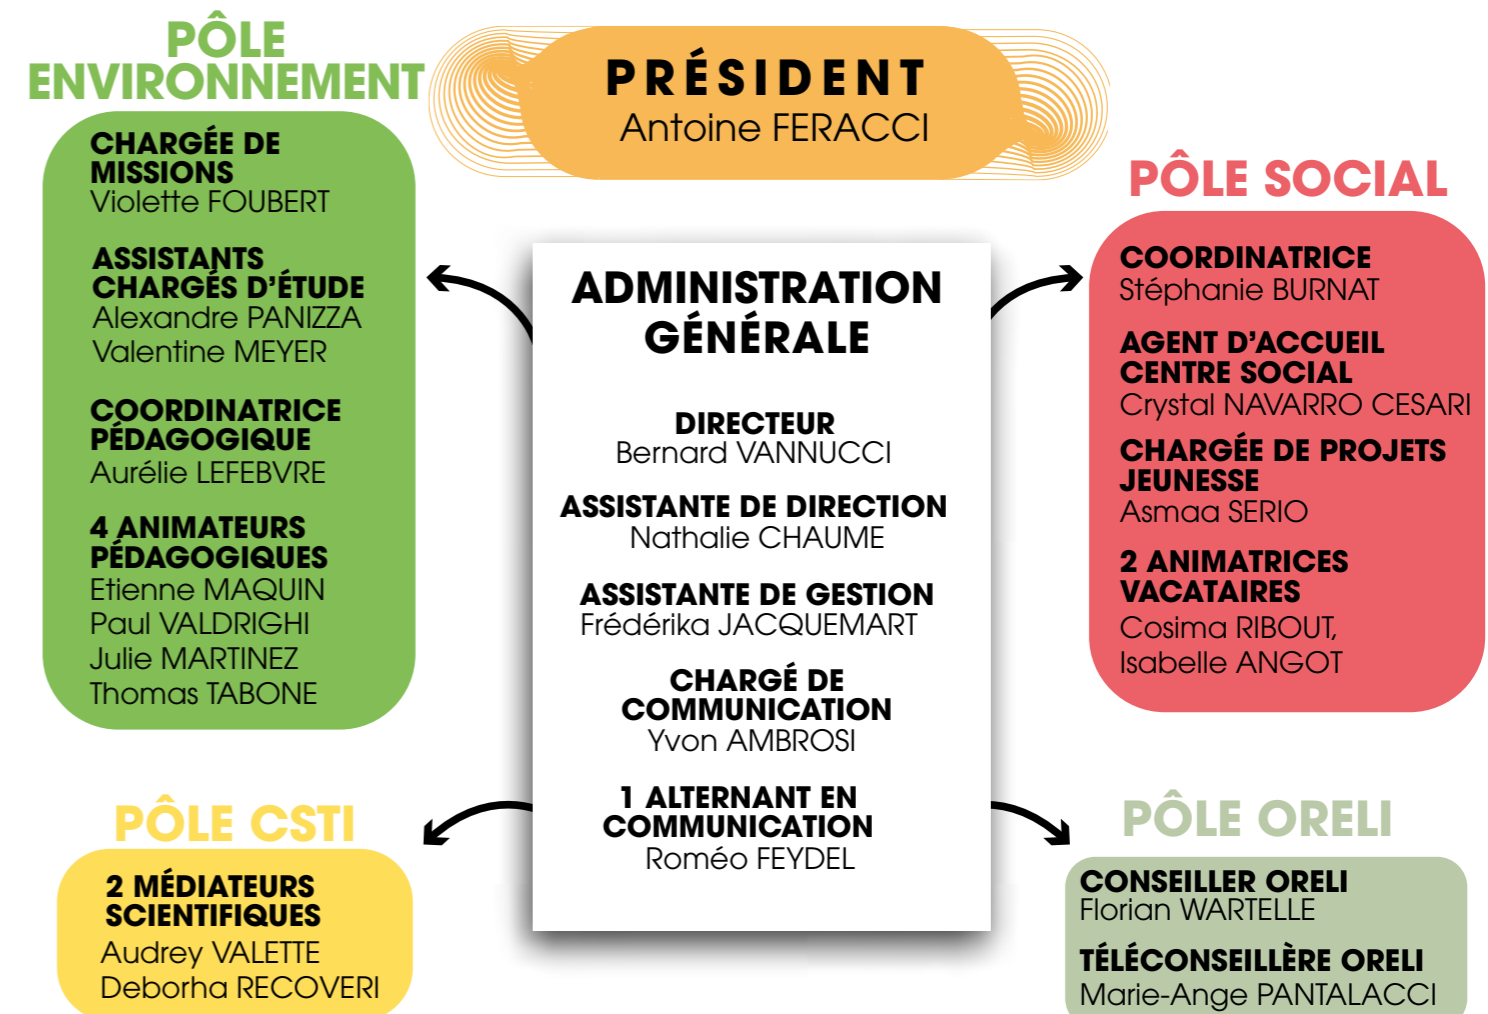 PÔLE
ENVIRONNEMENT
CHARGÉE DE
MISSIONS
Violette FOUBERT
ASSISTANTS
CHARGÉS D'ÉTUDE
Alexandre PANIZZA
Valentine MEYER
COORDINATRICE
PÉDAGOGIQUE
Aurélie LEFEBVRE
4 ANIMATEURS
PÉDAGOGIQUES
Etienne MAQUIN
Paul VALDRIGHI
Julie MARTINEZ
Thomas TABONE
PRÉSIDENT
Antoine FERACCI
ADMINISTRATION
GÉNÉRALE
DIRECTEUR
Bernard VANNUCCI
ASSISTANTE DE DIRECTION
Nathalie CHAUME
ASSISTANTE DE GESTION
Frédérika JACQUEMART
CHARGÉ DE
COMMUNICATION
Yvon AMBROSI
1 ALTERNANT EN
COMMUNICATION
Roméo FEYDEL
PÔLE SOCIAL
COORDINATRICE
Stéphanie BURNAT
AGENT D'ACCUEIL
CENTRE SOCIAL
Crystal NAVARRO CESARI
CHARGÉE DE PROJETS
JEUNESSE
Asmaa SERIO
2 ANIMATRICES
VACATAIRES
Cosima RIBOUT,
Isabelle ANGOT
PÔLE CSTI
2 MÉDIATEURS
SCIENTIFIQUES
Audrey VALETTE
Deborha RECOVERI
PÔLE ORELI
CONSEILLER ORELI
Florian WARTELLE
TÉLÉCONSEILLÈRE ORELI
Marie-Ange PANTALACCI